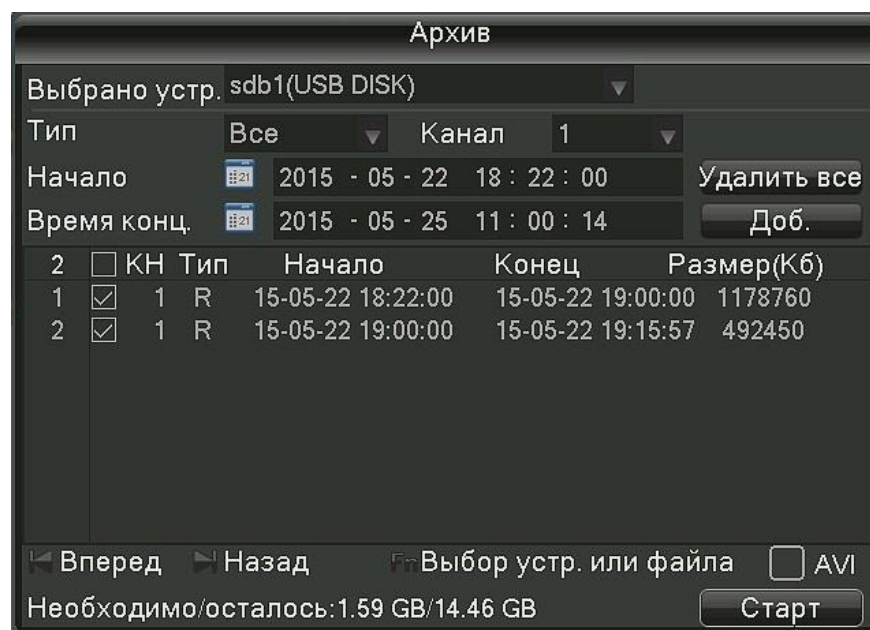 Архив
Выбрано устр. sdb1(USB DISK)
Тип Все Канал 1
Начало 2015 - 05 - 22 18 : 22 : 00 Удалить все
Время конц. 2015 - 05 - 25 11 : 00 : 14 Доб.
2 КН Тип Начало Конец Размер(Кб)
1 1 R 15-05-22 18:22:00 15-05-22 19:00:00 1178760
2 1 R 15-05-22 19:00:00 15-05-22 19:15:57 492450
Вперед Назад Fn Выбор устр. или файла AVI
Необходимо/осталось:1.59 GB/14.46 GB Старт